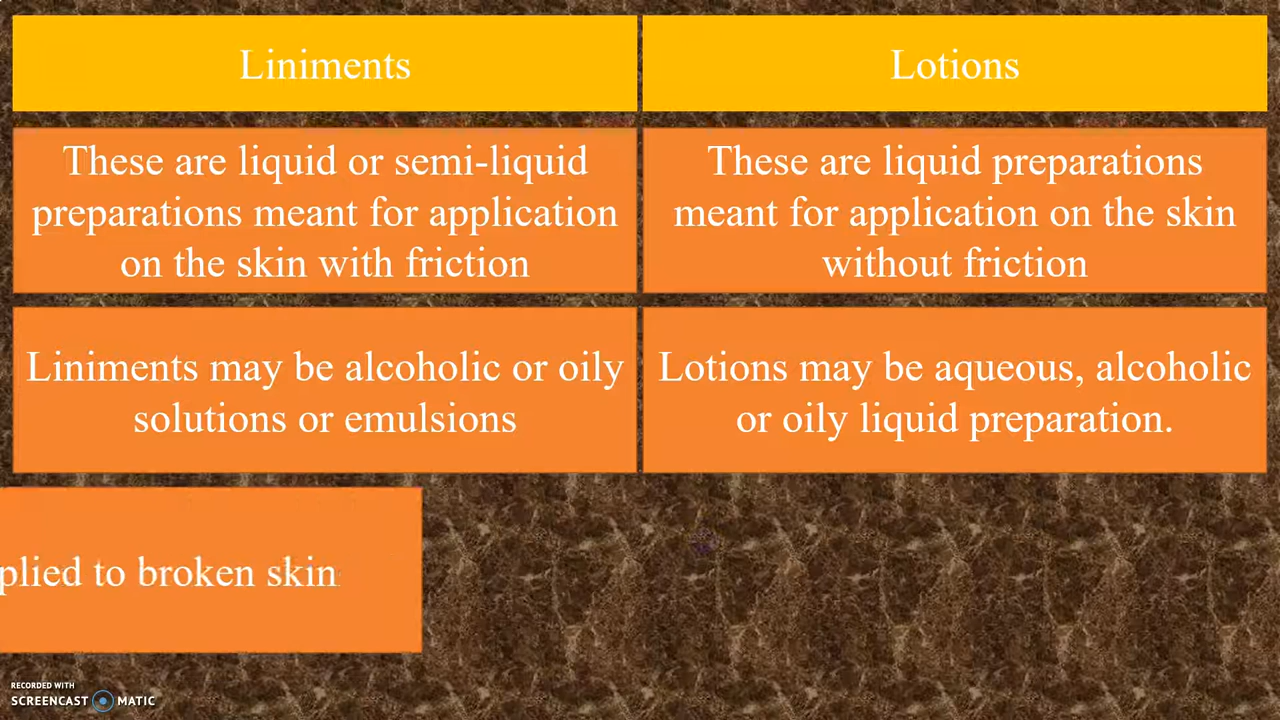 Liniments
Lotions
These are liquid or semi-liquid
preparations meant for application
on the skin with friction
These are liquid preparations
meant for application on the skin
without friction
Liniments may be alcoholic or oily
solutions or emulsions
Lotions may be aqueous, alcoholic
or oily liquid preparation.
plied to broken skin
RECORDED WITH
SCREENCAST MATIC